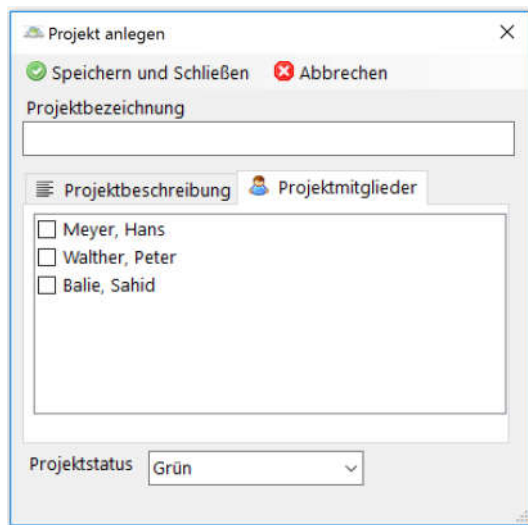 Projekt anlegen
Speichern und Schließen Abbrechen
Projektbezeichnung
Projektbeschreibung Projektmitglieder
Meyer, Hans
Walther, Peter
Balie, Sahid
Projektstatus Grün